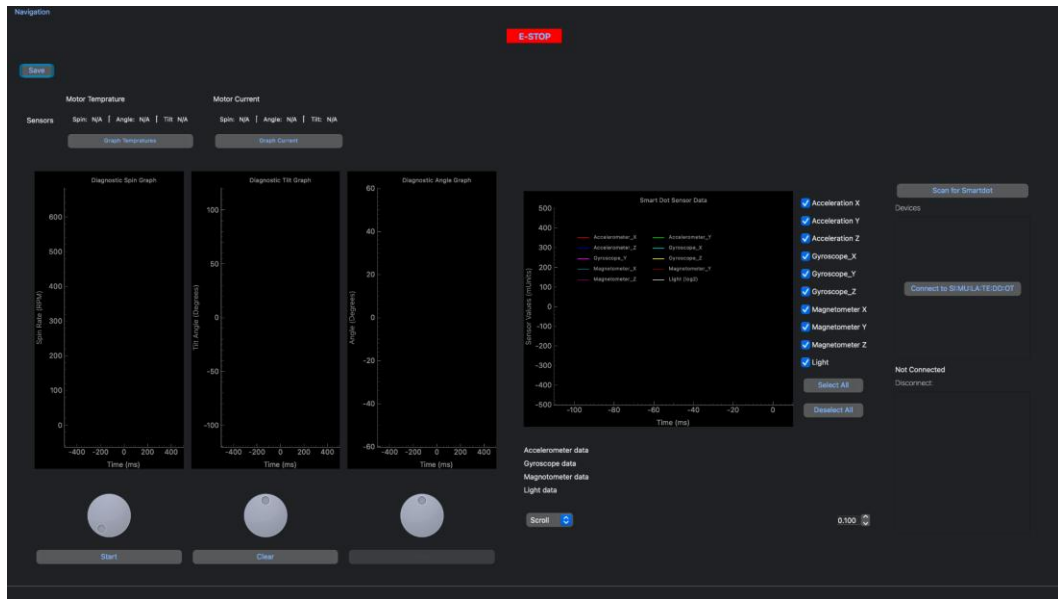 Navigation
E-STOP
Save
Motor Temprature
Motor Current
Sensors
Spin: N/A | Angle: N/A | Tilt N/A
Spin: N/A | Angle: N/A | Tilt: N/A
Graph Tempratures
Graph Current
Diagnostic Spin Graph
600
500
400
300
200
100
0
Spin Rate (RPM)
-400 -200 0 200 400
Time (ms)
Diagnostic Tilt Graph
100
50
0
-50
-100
Tilt Angle (Degrees)
-400 -200 0 200 400
Time (ms)
Diagnostic Angle Graph
60
40
20
0
-20
-40
-60
Angle (Degrees)
-400 -200 0 200 400
Time (ms)
Start
Clear
Smart Dot Sensor Data
500
400
300
200
100
0
-100
-200
-300
-400
-500
Sensor Values (mUnits)
Accelerometer_X Accelerometer_Y
Accelerometer_Z Gyroscope_X
Gyroscope_Y Gyroscope_Z
Magnetometer_X Magnetometer_Y
Magnetometer_Z Light (log2)
-100 -80 -60 -40 -20 0
Time (ms)
Acceleration X
Acceleration Y
Acceleration Z
Gyroscope_X
Gyroscope_Y
Gyroscope_Z
Magnetometer X
Magnetometer Y
Magnetometer Z
Light
Select All
Deselect All
Accelerometer data
Gyroscope data
Magnotometer data
Light data
Scroll
0.100
Scan for Smartdot
Devices
Connect to SI:MU:LA:TE:DD:OT
Not Connected
Disconnect